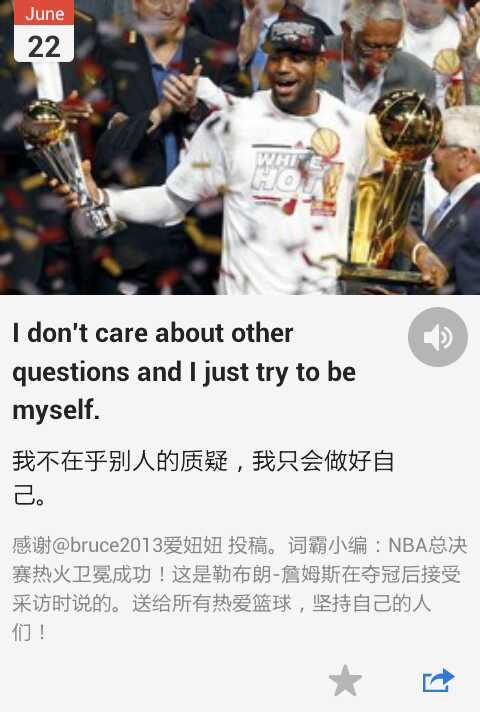 June
22
WHITE
HOT
I don't care about other
questions and I just try to be
myself.
我不在乎别人的质疑，我只会做好自
己。
感谢@bruce2013爱妞妞 投稿。词霸小编：NBA总决
赛热火卫冕成功！这是勒布朗-詹姆斯在夺冠后接受
采访时说的。送给所有热爱篮球，坚持自己的人
们！